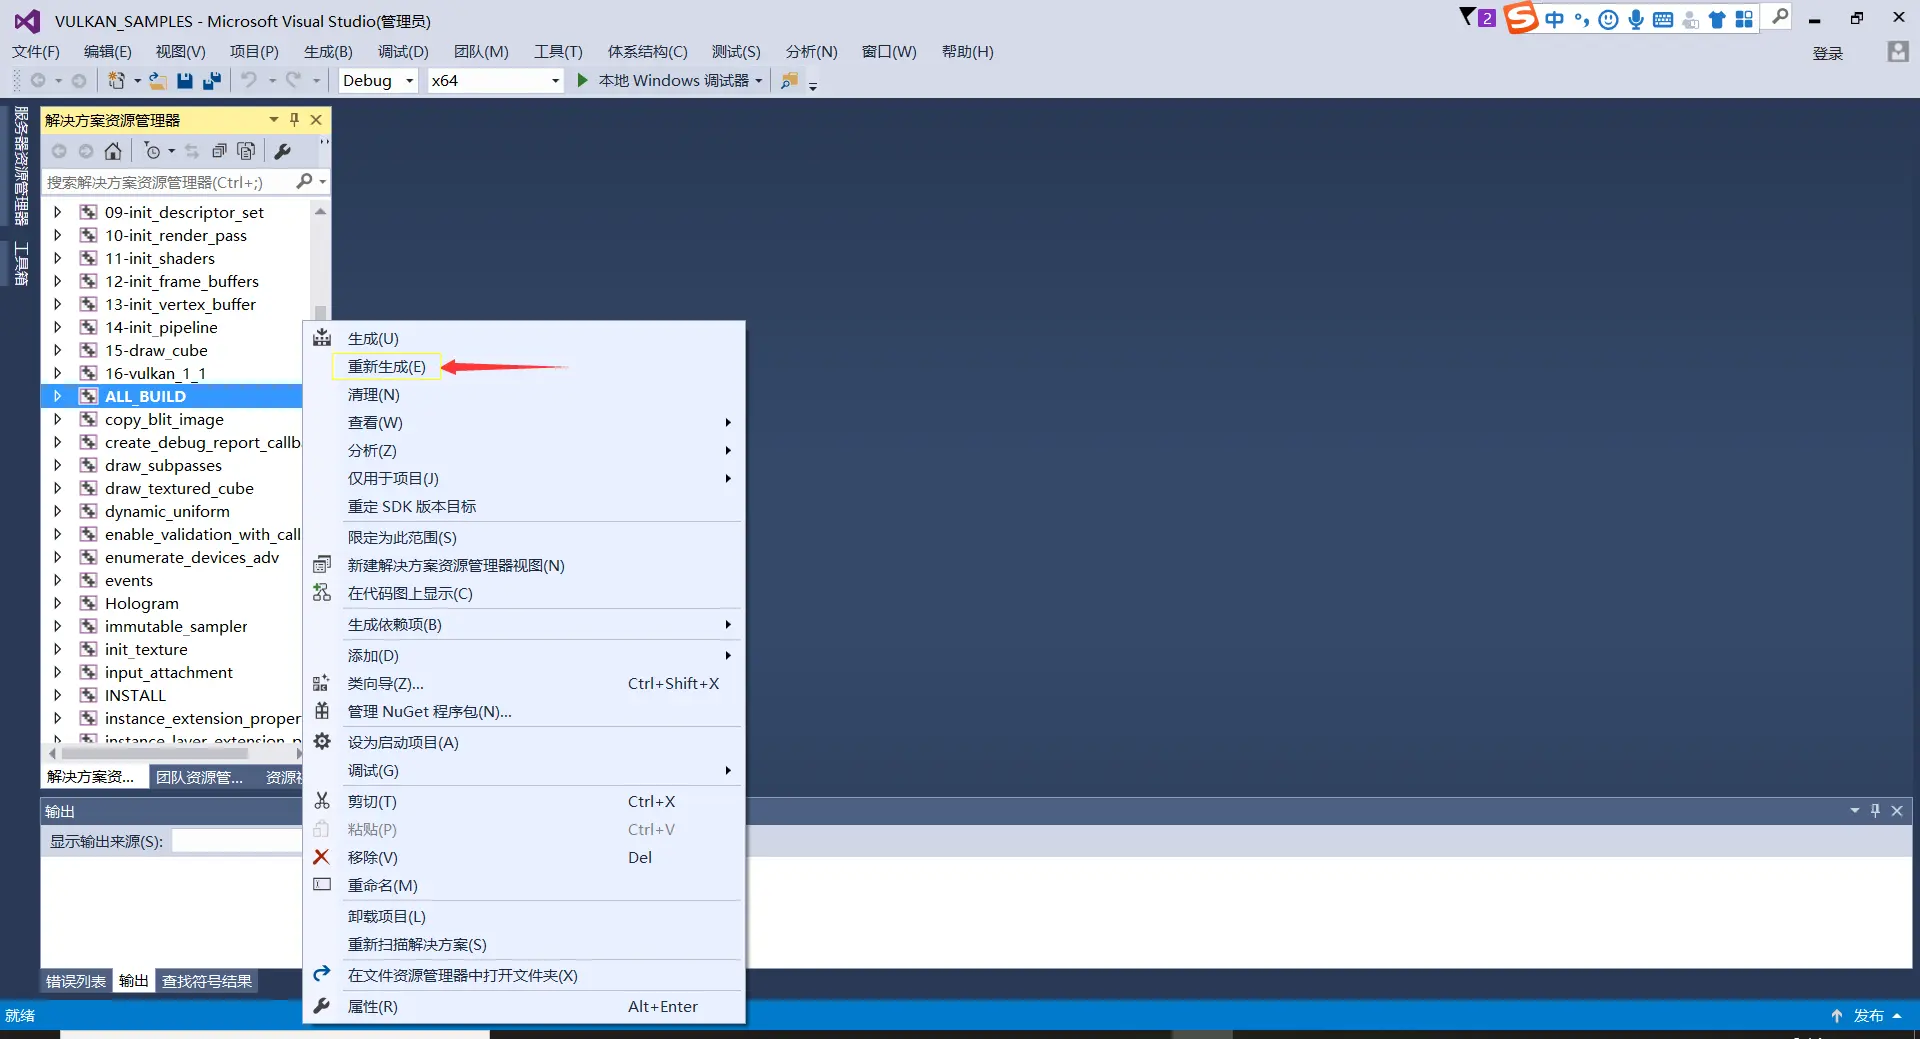 VULKAN_SAMPLES - Microsoft Visual Studio(管理员)
2
中
文件(F) 编辑(E) 视图(V) 项目(P) 生成(B) 调试(D) 团队(M) 工具(T) 体系结构(C) 测试(S) 分析(N) 窗口(W) 帮助(H)
登录
Debug x64 本地 Windows 调试器
服务器资源管理器
工具箱
解决方案资源管理器
搜索解决方案资源管理器(Ctrl+;)
09-init_descriptor_set
10-init_render_pass
11-init_shaders
12-init_frame_buffers
13-init_vertex_buffer
14-init_pipeline
15-draw_cube
16-vulkan_1_1
ALL_BUILD
copy_blit_image
create_debug_report_callb
draw_subpasses
draw_textured_cube
dynamic_uniform
enable_validation_with_call
enumerate_devices_adv
events
Hologram
immutable_sampler
init_texture
input_attachment
INSTALL
instance_extension_proper
instance_layer_extension_p
解决方案资... 团队资源管... 资源视
生成(U)
重新生成(E)
清理(N)
查看(W)
分析(Z)
仅用于项目(J)
重定 SDK 版本目标
限定为此范围(S)
新建解决方案资源管理器视图(N)
在代码图上显示(C)
生成依赖项(B)
添加(D)
类向导(Z)... Ctrl+Shift+X
管理 NuGet 程序包(N)...
设为启动项目(A)
调试(G)
剪切(T) Ctrl+X
粘贴(P) Ctrl+V
移除(V) Del
重命名(M)
卸载项目(L)
重新扫描解决方案(S)
在文件资源管理器中打开文件夹(X)
属性(R) Alt+Enter
输出
显示输出来源(S):
错误列表 输出 查找符号结果
就绪
发布